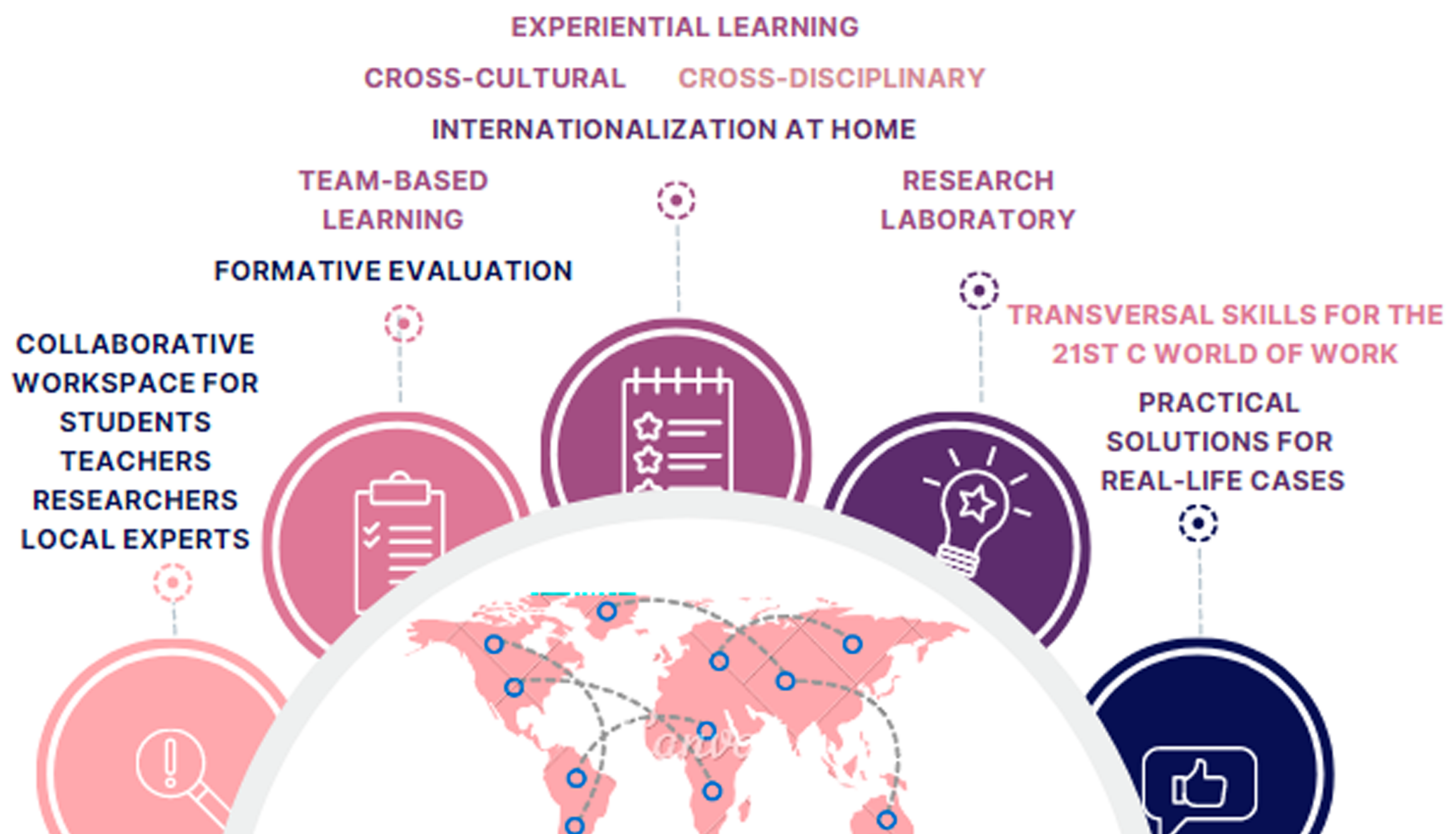 EXPERIENTIAL LEARNING
CROSS-CULTURAL CROSS-DISCIPLINARY
INTERNATIONALIZATION AT HOME
TEAM-BASED
LEARNING
FORMATIVE EVALUATION
RESEARCH
LABORATORY
COLLABORATIVE
WORKSPACE FOR
STUDENTS
TEACHERS
RESEARCHERS
LOCAL EXPERTS
TRANSVERSAL SKILLS FOR THE
21ST C WORLD OF WORK
PRACTICAL
SOLUTIONS FOR
REAL-LIFE CASES